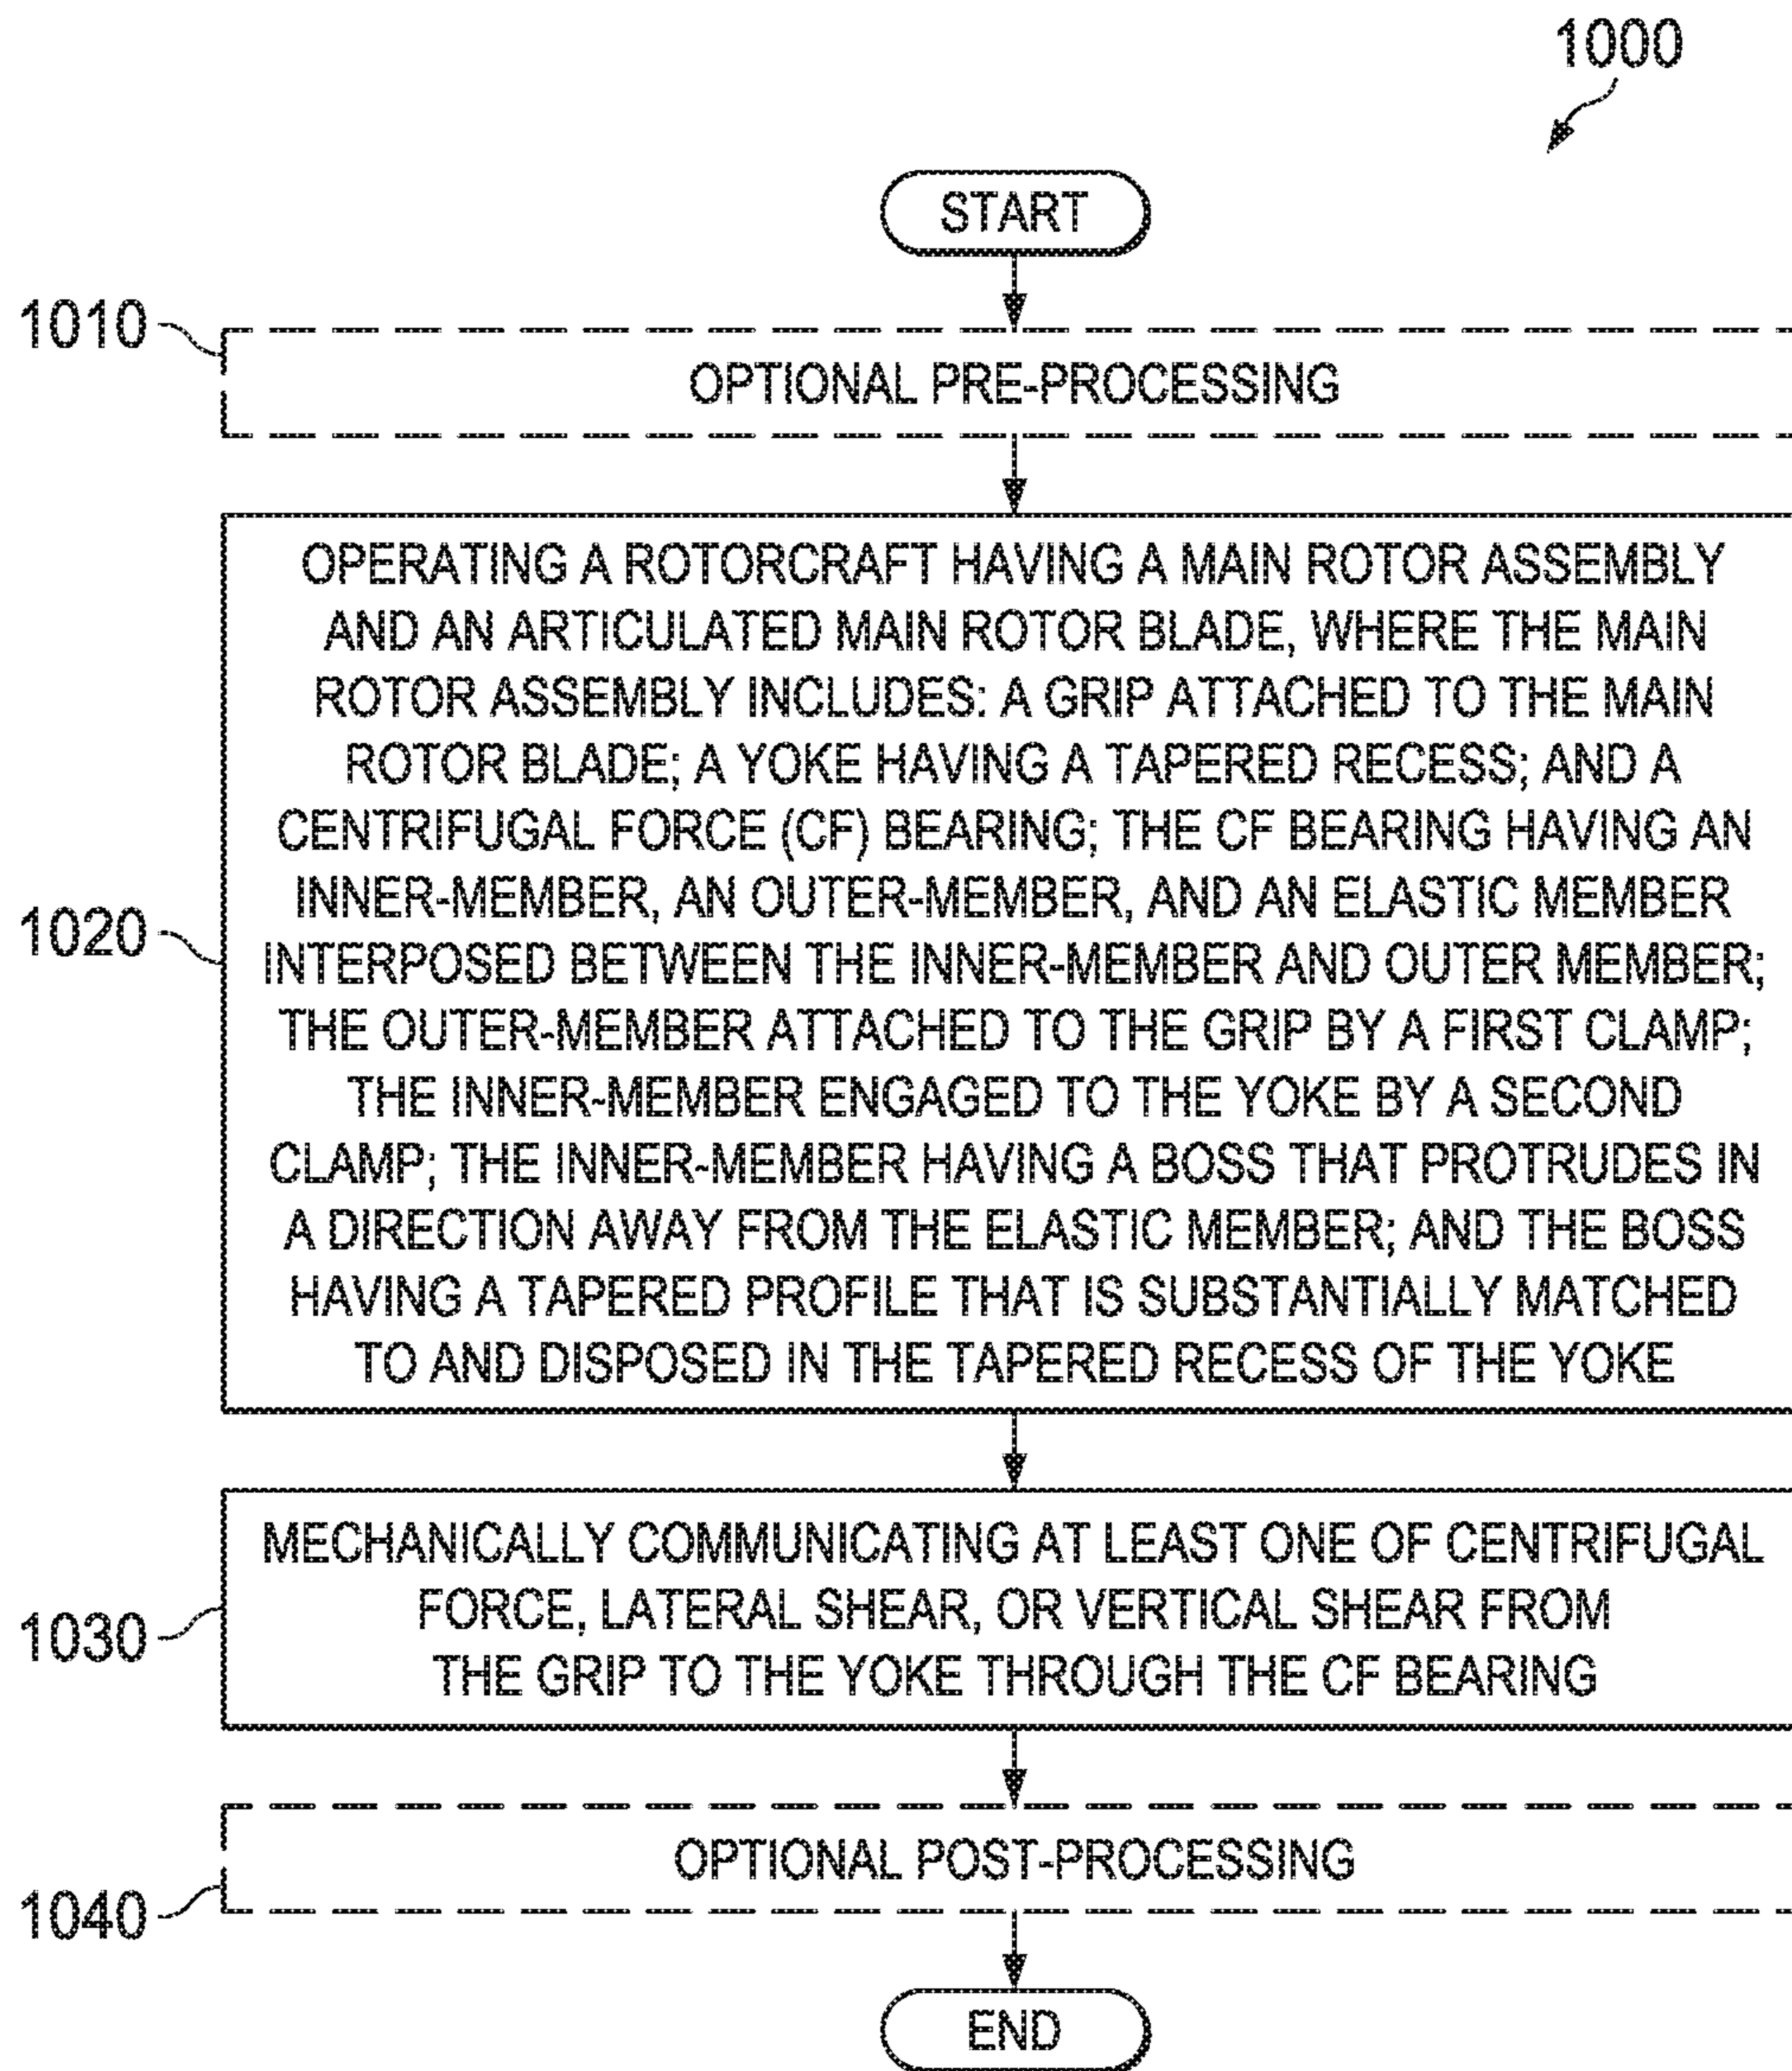 1000
START
1010
OPTIONAL PRE-PROCESSING
OPERATING A ROTORCRAFT HAVING A MAIN ROTOR ASSEMBLY
AND AN ARTICULATED MAIN ROTOR BLADE, WHERE THE MAIN
ROTOR ASSEMBLY INCLUDES: A GRIP ATTACHED TO THE MAIN
ROTOR BLADE; A YOKE HAVING A TAPERED RECESS; AND A
CENTRIFUGAL FORCE (CF) BEARING; THE CF BEARING HAVING AN
INNER-MEMBER, AN OUTER-MEMBER, AND AN ELASTIC MEMBER
1020
INTERPOSED BETWEEN THE INNER-MEMBER AND OUTER MEMBER;
THE OUTER-MEMBER ATTACHED TO THE GRIP BY A FIRST CLAMP;
THE INNER-MEMBER ENGAGED TO THE YOKE BY A SECOND
CLAMP; THE INNER-MEMBER HAVING A BOSS THAT PROTRUDES IN
A DIRECTION AWAY FROM THE ELASTIC MEMBER; AND THE BOSS
HAVING A TAPERED PROFILE THAT IS SUBSTANTIALLY MATCHED
TO AND DISPOSED IN THE TAPERED RECESS OF THE YOKE
MECHANICALLY COMMUNICATING AT LEAST ONE OF CENTRIFUGAL
FORCE, LATERAL SHEAR, OR VERTICAL SHEAR FROM
1030
THE GRIP TO THE YOKE THROUGH THE CF BEARING
OPTIONAL POST-PROCESSING
1040
END